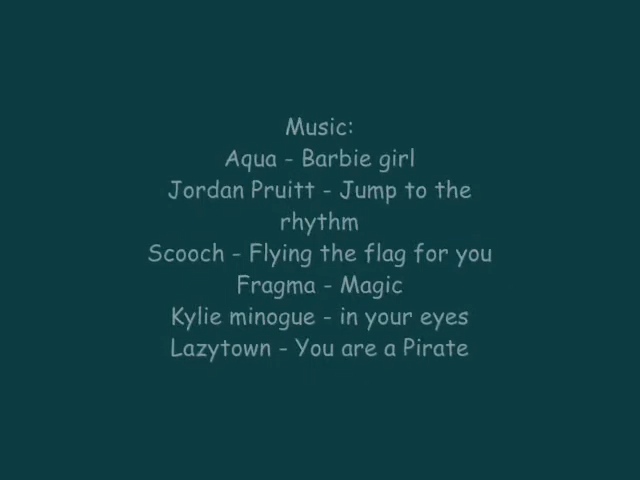 Music:
Aqua - Barbie girl
Jordan Pruitt - Jump to the
rhythm
Scooch - Flying the flag for you
Fragma - Magic
Kylie minogue - in your eyes
Lazytown - You are a Pirate